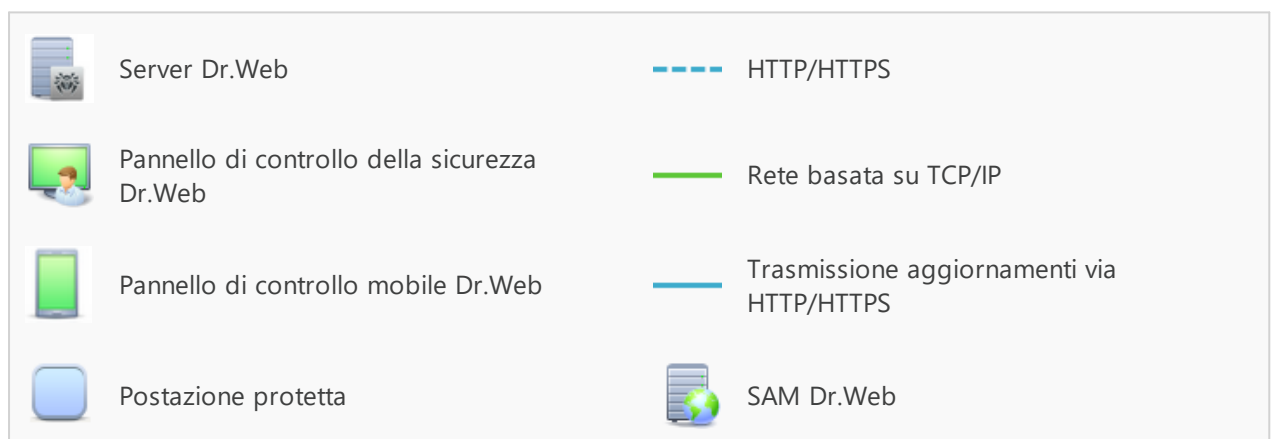 Server Dr.Web
HTTP/HTTPS
Pannello di controllo della sicurezza
Dr.Web
Rete basata su TCP/IP
Pannello di controllo mobile Dr.Web
Trasmissione aggiornamenti via
HTTP/HTTPS
Postazione protetta
SAM Dr.Web